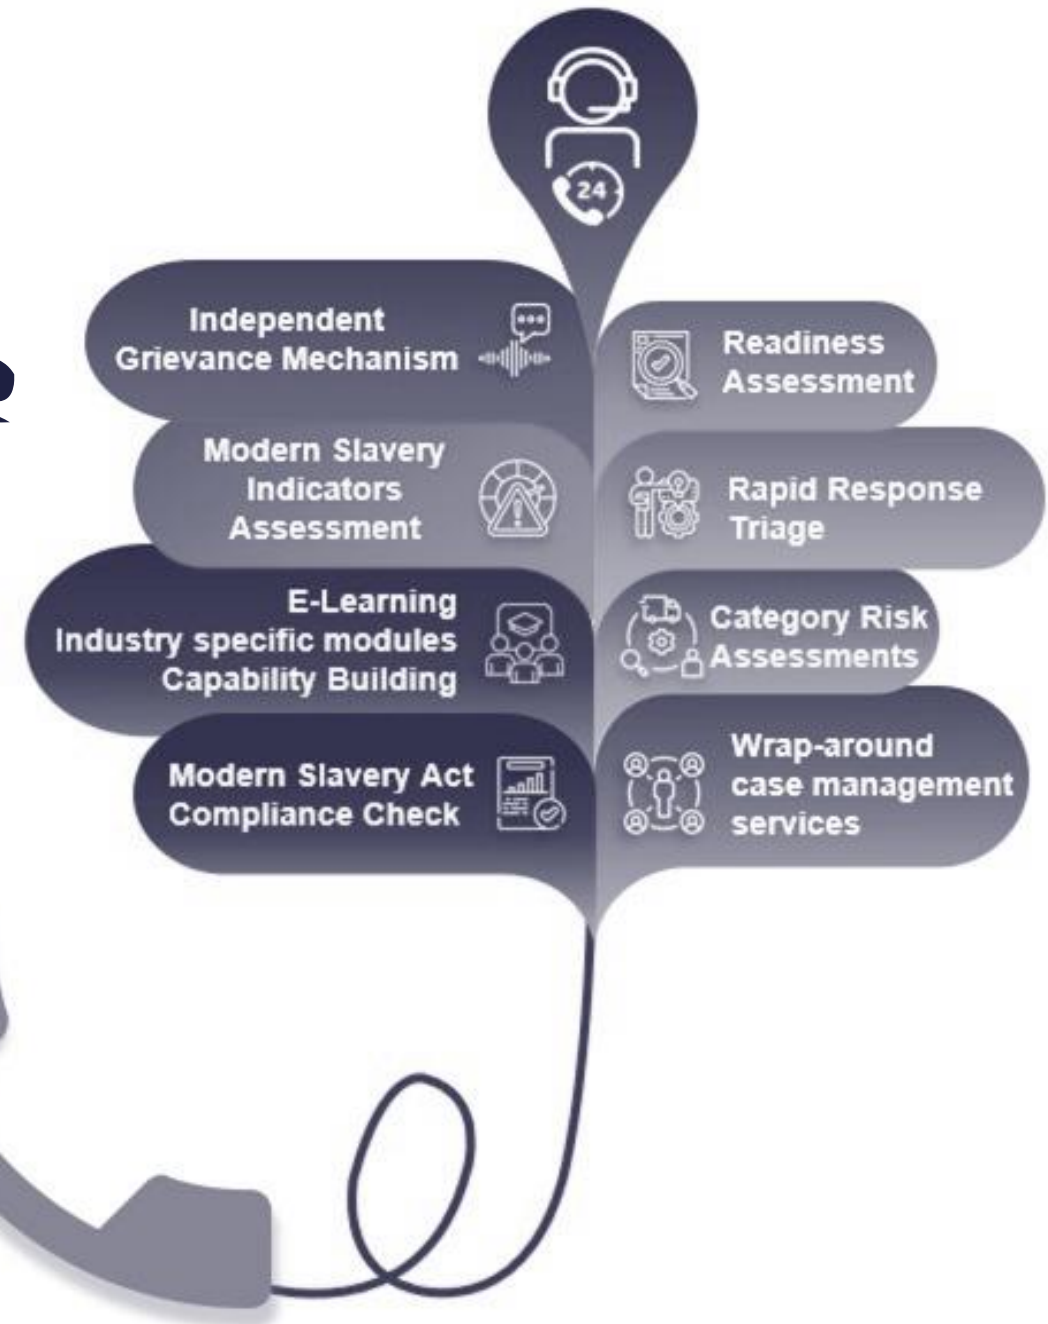 24
Independent
Grievance Mechanism
Readiness
Assessment
Modern Slavery
Indicators
Assessment
Rapid Response
Triage
E-Learning
Industry specific modules
Capability Building
Category Risk
Assessments
Modern Slavery Act
Compliance Check
Wrap-around
case management
services